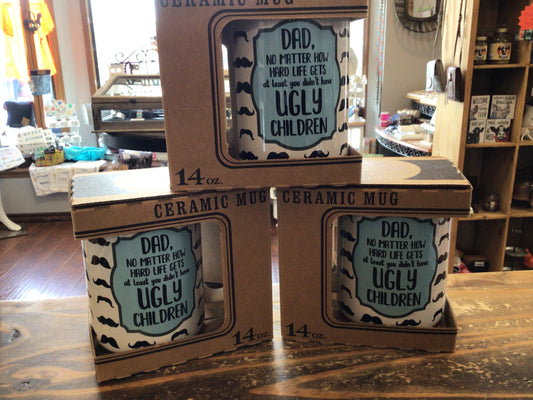 CERAMIC MUG
DAD,
NO MATTER HOW
HARD LIFE GETS
at least you didn't have
UGLY
CHILDREN
14 oz.
CERAMIC MUG
DAD,
NO MATTER HOW
HARD LIFE GETS
at least you didn't have
UGLY
CHILDREN
14 oz.
CERAMIC MUG
DAD,
NO MATTER HOW
HARD LIFE GETS
at least you didn't have
UGLY
CHILDREN
14 oz.